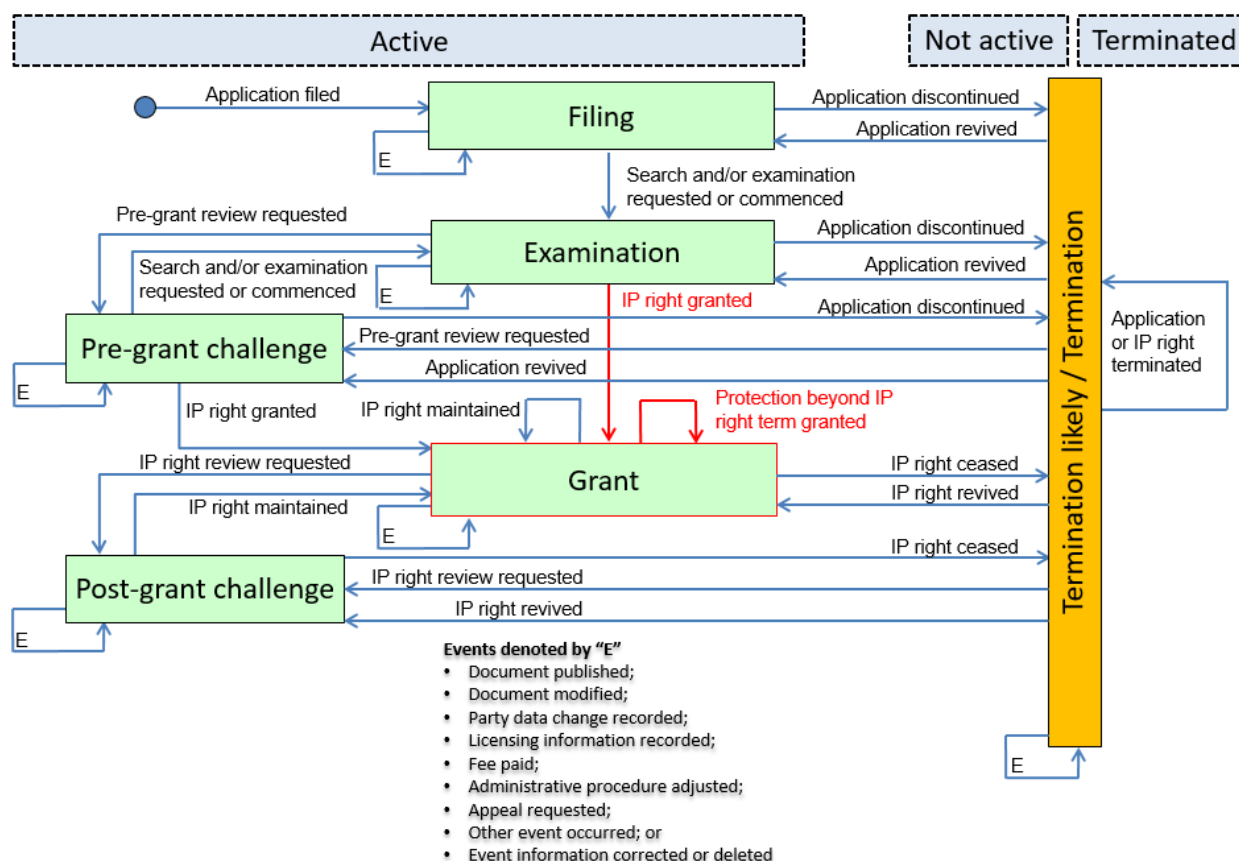 Active
Not active
Terminated
Application filed
Filing
Application discontinued
Application revived
E
Search and/or examination
requested or commenced
Pre-grant review requested
Examination
Application discontinued
Application revived
Search and/or examination
requested or commenced
E
IP right granted
Application discontinued
Pre-grant challenge
Pre-grant review requested
Application revived
E
Application
or IP right
terminated
Termination likely / Termination
IP right granted
IP right maintained
Protection beyond IP
right term granted
IP right review requested
Grant
IP right ceased
IP right revived
IP right maintained
E
IP right ceased
Post-grant challenge
IP right review requested
IP right revived
E
Events denoted by “E”
• Document published;
• Document modified;
• Party data change recorded;
• Licensing information recorded;
• Fee paid;
• Administrative procedure adjusted;
• Appeal requested;
• Other event occurred; or
• Event information corrected or deleted
E